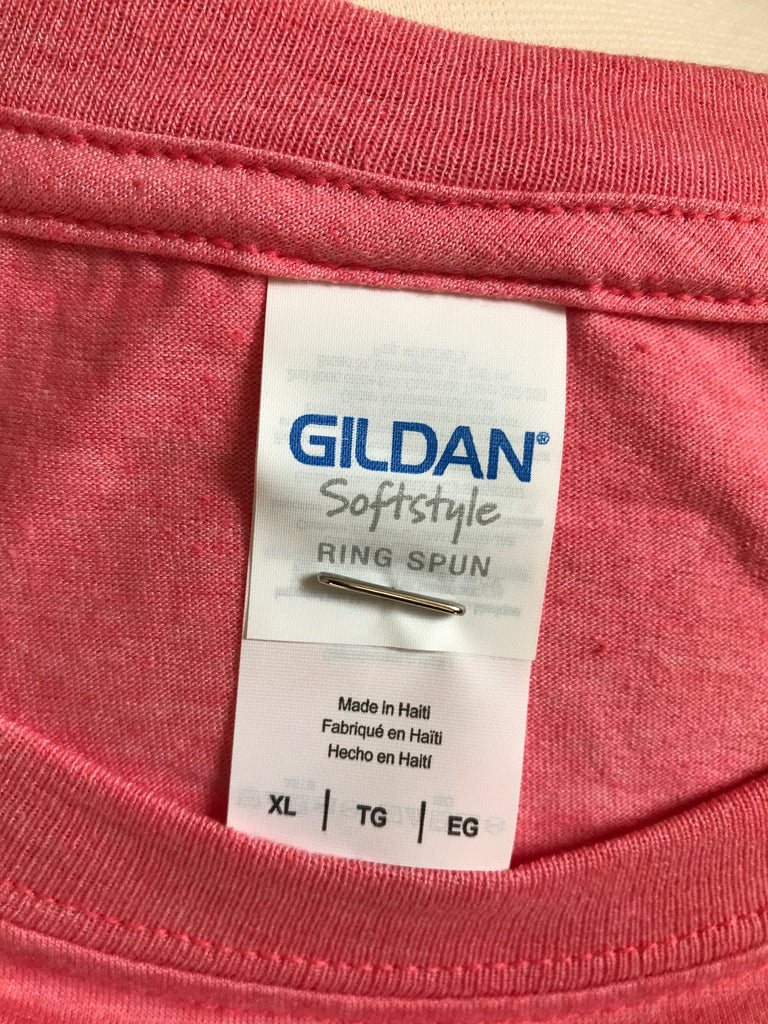 GILDAN®
Softstyle
RING SPUN
Made in Haiti
Fabriqué en Haïti
Hecho en Haití
XL | TG | EG